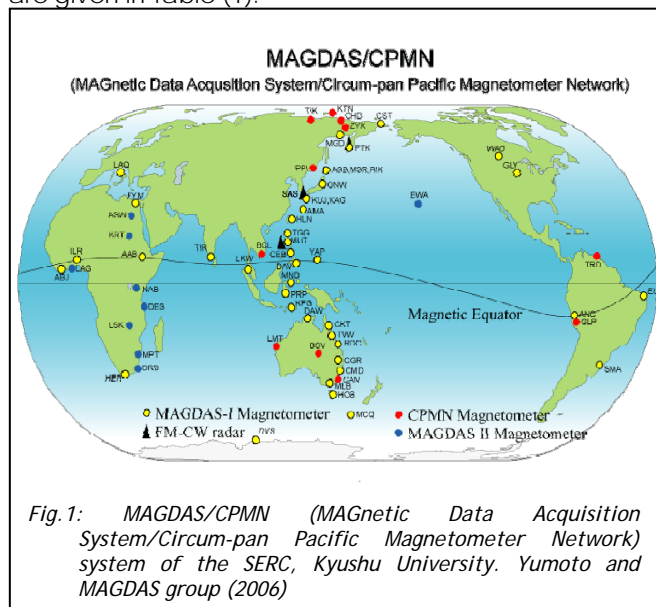 are given in Table (1).
MAGDAS/CPMN
(MAGnetic Data Acqusition System/Circum-pan Pacific Magnetometer Network)
TIK
KTN
CHD
ZYK
CST
MGD
PTK
WAD
GLY
LAQ
PPI
ASB,MSR,RIK
ONW
FYM
SAS
KUJ,KAG
EWA
ASW
AMA
HLN
KRT
TGG
MUT
BCL
TIR
ILR
LAG
AAB
LKW
CEB
YAP
TRD
ABJ
DAV
MND
NAB
PRP
Magnetic Equator
ANC
DES
KPG
DAW
LSK
CKT
TWV
ROC
LMT
DOV
MPT
CGR
SMA
CMD
CAN
HER
MLB
HOB
MAGDAS-I Magnetometer
MCQ
CPMN Magnetometer
FM-CW radar
DVS
MAGDAS II Magnetometer
Fig.1: MAGDAS/CPMN (MAGnetic Data Acquisition
System/Circum-pan Pacific Magnetometer Network)
system of the SERC, Kyushu University. Yumoto and
MAGDAS group (2006)